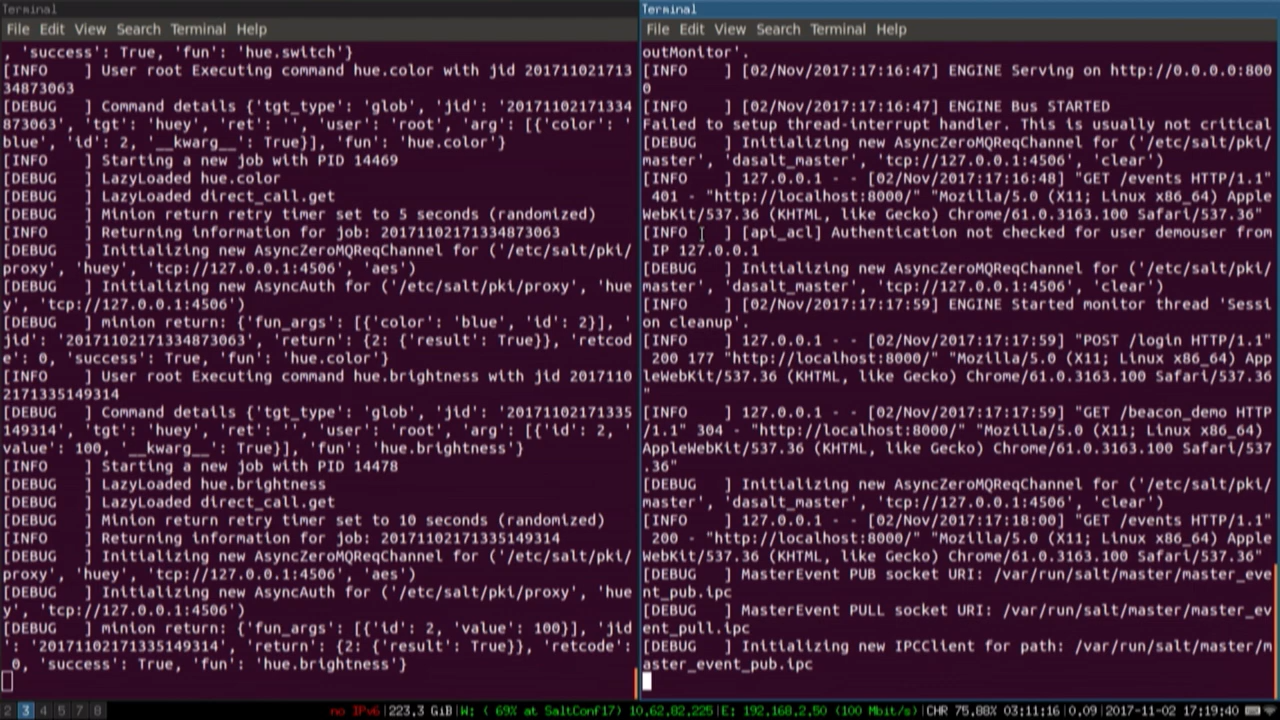 Terminal
File Edit View Search Terminal Help
, 'success': True, 'fun': 'hue.switch'}
[INFO    ] User root Executing command hue.color with jid 201711021713
34873063
[DEBUG   ] Command details {'tgt_type': 'glob', 'jid': '20171102171334
873063', 'tgt': 'huey', 'ret': '', 'user': 'root', 'arg': [{'color': '
blue', 'id': 2, '__kwarg__': True}], 'fun': 'hue.color'}
[INFO    ] Starting a new job with PID 14469
[DEBUG   ] LazyLoaded hue.color
[DEBUG   ] LazyLoaded direct_call.get
[DEBUG   ] Minion return retry timer set to 5 seconds (randomized)
[INFO    ] Returning information for job: 20171102171334873063
[DEBUG   ] Initializing new AsyncZeroMQReqChannel for ('/etc/salt/pki/
proxy', 'huey', 'tcp://127.0.0.1:4506', 'aes')
[DEBUG   ] Initializing new AsyncAuth for ('/etc/salt/pki/proxy', 'hue
y', 'tcp://127.0.0.1:4506')
[DEBUG   ] minion return: {'fun_args': [{'color': 'blue', 'id': 2}], '
jid': '20171102171334873063', 'return': {2: {'result': True}}, 'retcod
e': 0, 'success': True, 'fun': 'hue.color'}
[INFO    ] User root Executing command hue.brightness with jid 2017110
2171335149314
[DEBUG   ] Command details {'tgt_type': 'glob', 'jid': '20171102171335
149314', 'tgt': 'huey', 'ret': '', 'user': 'root', 'arg': [{'id': 2, '
value': 100, '__kwarg__': True}], 'fun': 'hue.brightness'}
[INFO    ] Starting a new job with PID 14478
[DEBUG   ] LazyLoaded hue.brightness
[DEBUG   ] LazyLoaded direct_call.get
[DEBUG   ] Minion return retry timer set to 10 seconds (randomized)
[INFO    ] Returning information for job: 20171102171335149314
[DEBUG   ] Initializing new AsyncZeroMQReqChannel for ('/etc/salt/pki/
proxy', 'huey', 'tcp://127.0.0.1:4506', 'aes')
[DEBUG   ] Initializing new AsyncAuth for ('/etc/salt/pki/proxy', 'hue
y', 'tcp://127.0.0.1:4506')
[DEBUG   ] minion return: {'fun_args': [{'id': 2, 'value': 100}], 'jid
': '20171102171335149314', 'return': {2: {'result': True}}, 'retcode':
 0, 'success': True, 'fun': 'hue.brightness'}
Terminal
File Edit View Search Terminal Help
outMonitor'.
[INFO    ] [02/Nov/2017:17:16:47] ENGINE Serving on http://0.0.0.0:800
0
[INFO    ] [02/Nov/2017:17:16:47] ENGINE Bus STARTED
Failed to setup thread-interrupt handler. This is usually not critical
[DEBUG   ] Initializing new AsyncZeroMQReqChannel for ('/etc/salt/pki/
master', 'dasalt_master', 'tcp://127.0.0.1:4506', 'clear')
[INFO    ] 127.0.0.1 - - [02/Nov/2017:17:16:48] "GET /events HTTP/1.1"
 401 - "http://localhost:8000/" "Mozilla/5.0 (X11; Linux x86_64) Apple
WebKit/537.36 (KHTML, like Gecko) Chrome/61.0.3163.100 Safari/537.36"
[INFO    ] [api_acl] Authentication not checked for user demouser from
 IP 127.0.0.1
[DEBUG   ] Initializing new AsyncZeroMQReqChannel for ('/etc/salt/pki/
master', 'dasalt_master', 'tcp://127.0.0.1:4506', 'clear')
[INFO    ] [02/Nov/2017:17:17:59] ENGINE Started monitor thread 'Sessi
on cleanup'.
[INFO    ] 127.0.0.1 - - [02/Nov/2017:17:17:59] "POST /login HTTP/1.1"
 200 177 "http://localhost:8000/" "Mozilla/5.0 (X11; Linux x86_64) App
leWebKit/537.36 (KHTML, like Gecko) Chrome/61.0.3163.100 Safari/537.36
"
[INFO    ] 127.0.0.1 - - [02/Nov/2017:17:17:59] "GET /beacon_demo HTTP
/1.1" 304 - "http://localhost:8000/" "Mozilla/5.0 (X11; Linux x86_64)
AppleWebKit/537.36 (KHTML, like Gecko) Chrome/61.0.3163.100 Safari/537
.36"
[DEBUG   ] Initializing new AsyncZeroMQReqChannel for ('/etc/salt/pki/
master', 'dasalt_master', 'tcp://127.0.0.1:4506', 'clear')
[INFO    ] 127.0.0.1 - - [02/Nov/2017:17:18:00] "GET /events HTTP/1.1"
 200 - "http://localhost:8000/" "Mozilla/5.0 (X11; Linux x86_64) Apple
WebKit/537.36 (KHTML, like Gecko) Chrome/61.0.3163.100 Safari/537.36"
[DEBUG   ] MasterEvent PUB socket URI: /var/run/salt/master/master_eve
nt_pub.ipc
[DEBUG   ] MasterEvent PULL socket URI: /var/run/salt/master/master_ev
ent_pull.ipc
[DEBUG   ] Initializing new IPCClient for path: /var/run/salt/master/m
aster_event_pub.ipc
2 3 4 5 7 8 no IPv6|223,3 GiB|W: ( 69% at SaltConf17) 10,62,82,225|E: 192,168,2,50 (100 Mbit/s)|CHR 75,88% 03:11:16|0,09|2017-11-02 17:19:40